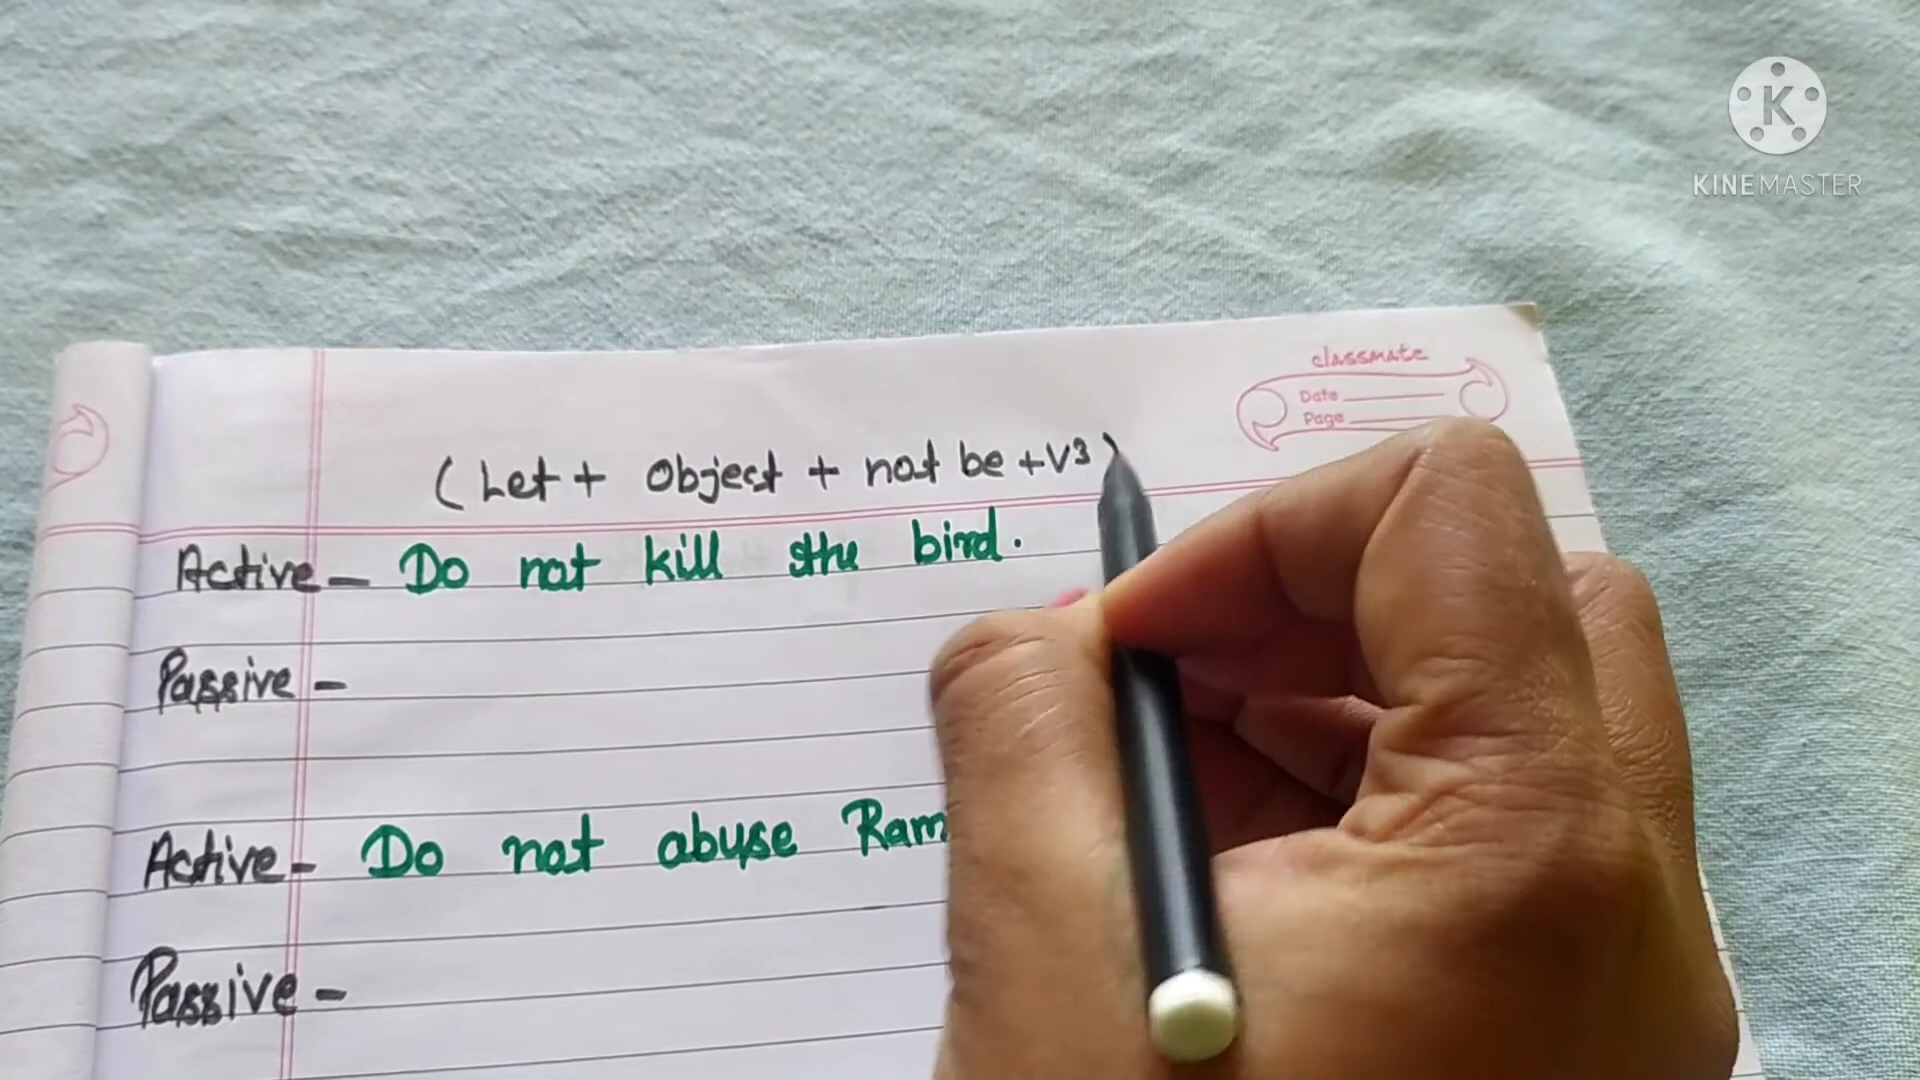 K
KINEMASTER
classmate
Date
Page
(Let + Object + not be +V3)
Active - Do not kill the bird.
Passive -
Active - Do not abuse Ram
Passive -